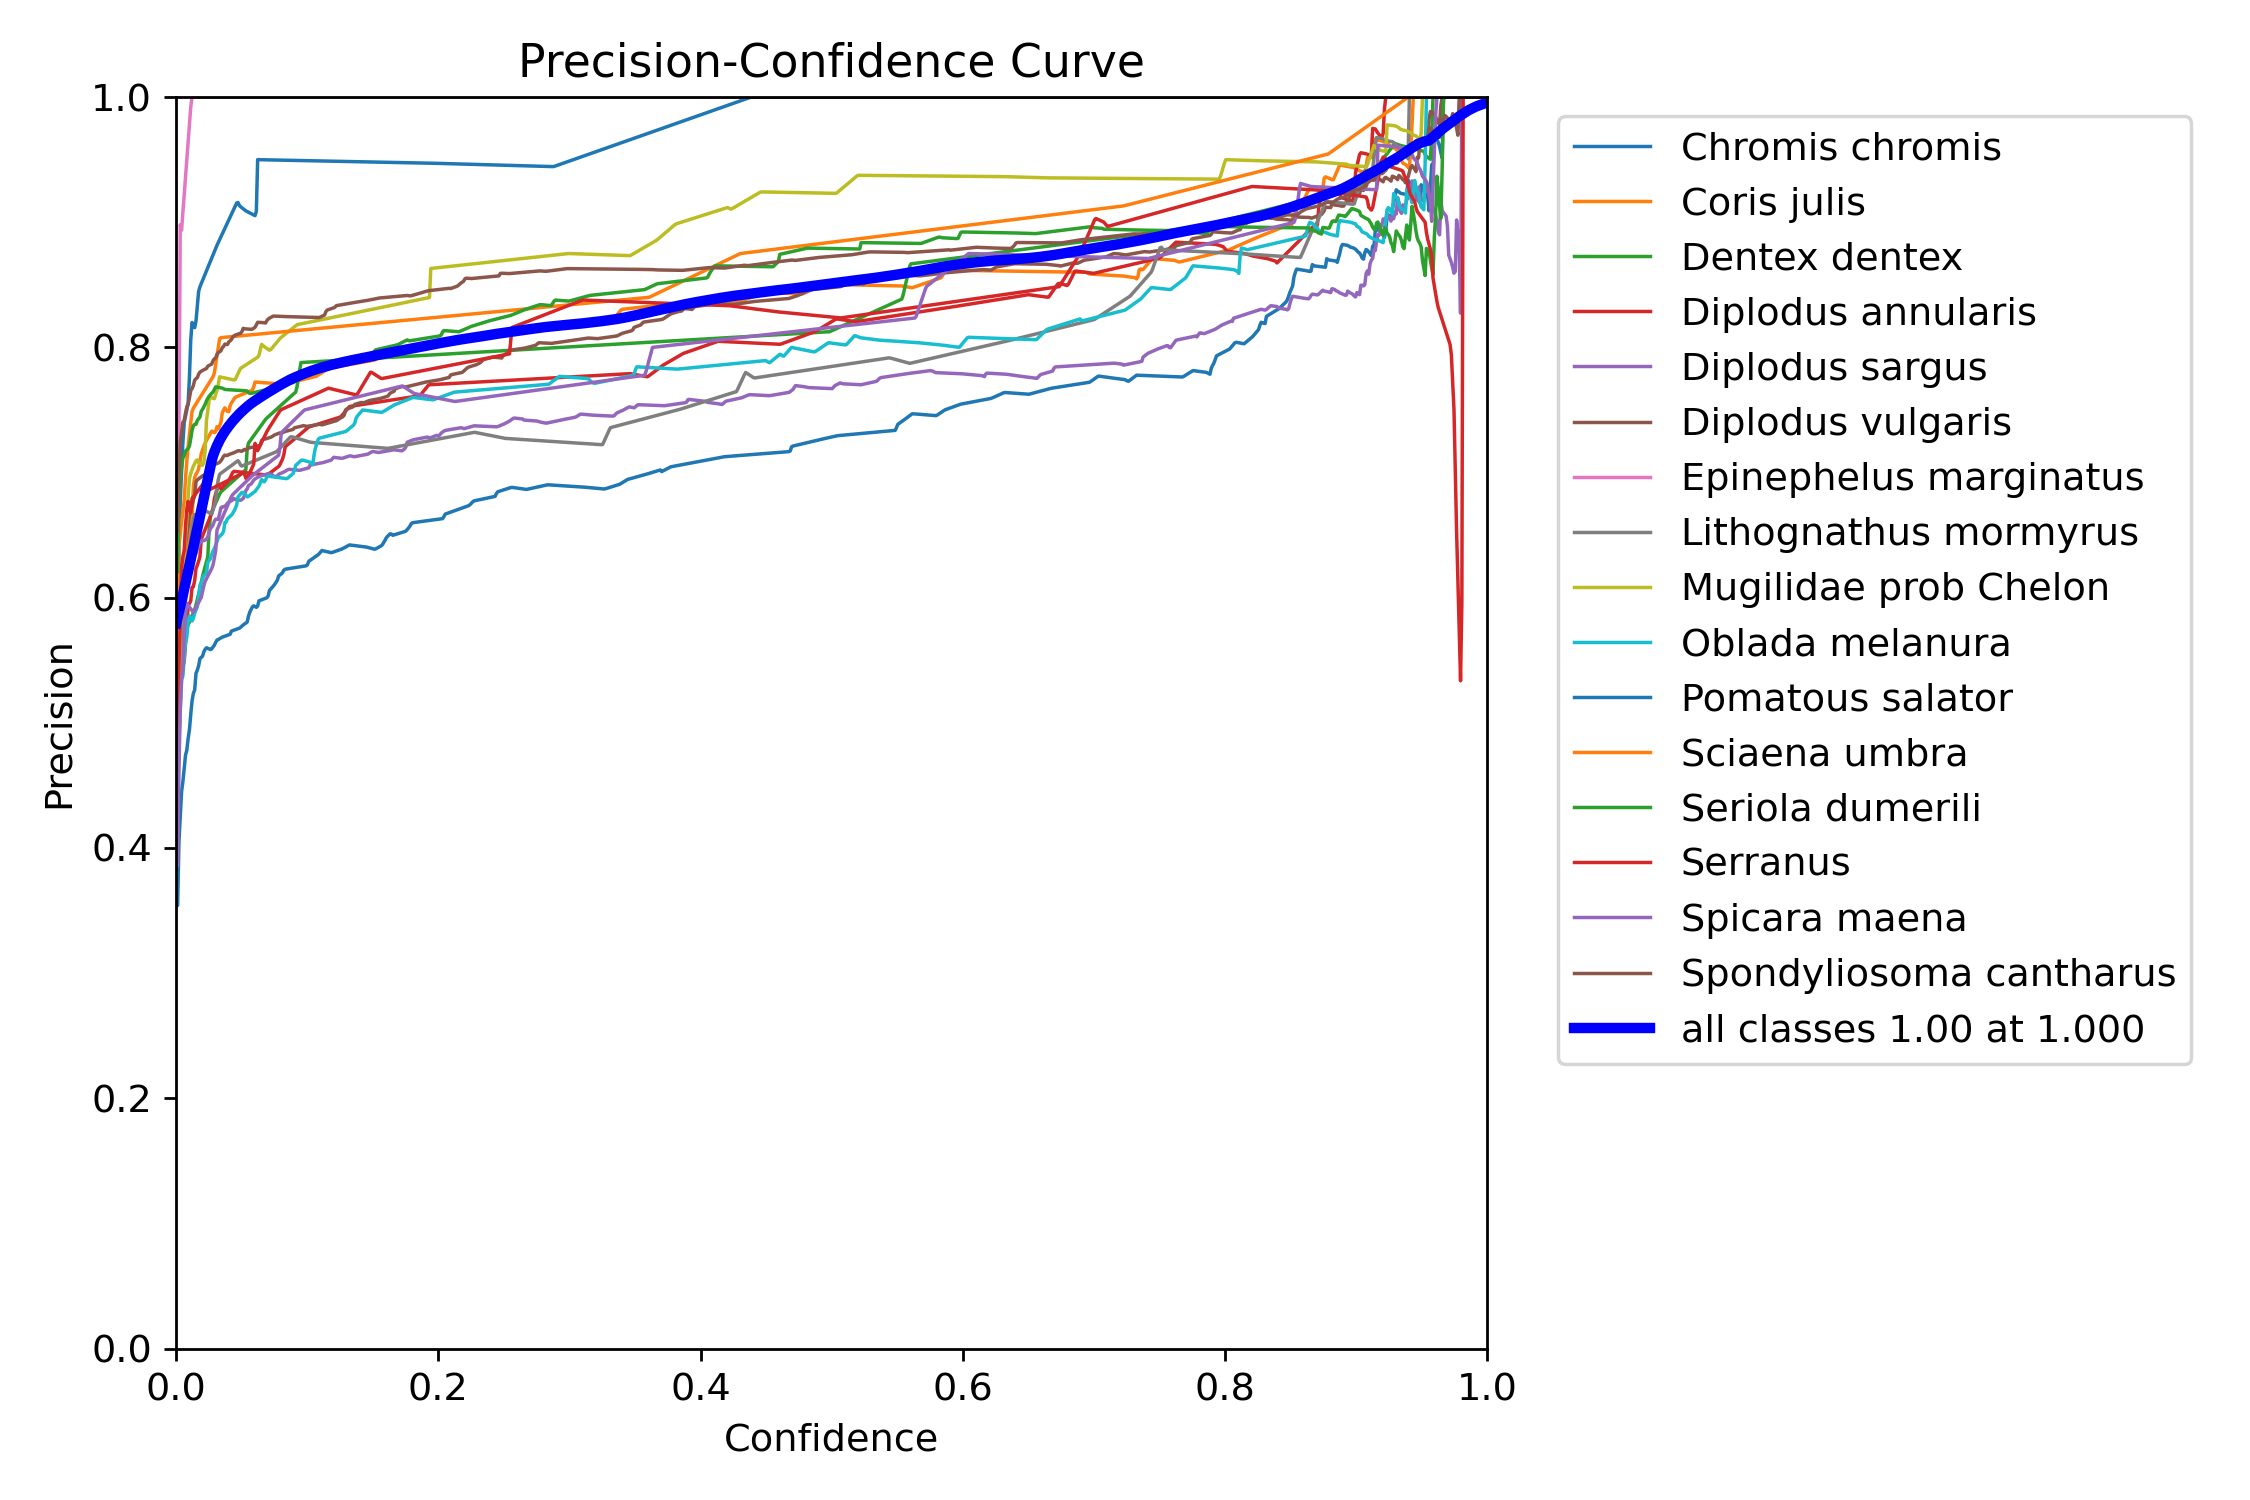 Precision-Confidence Curve
1.0
0.8
0.6
0.4
0.2
0.0
Precision
0.0 0.2 0.4 0.6 0.8 1.0
Confidence
Chromis chromis
Coris julis
Dentex dentex
Diplodus annularis
Diplodus sargus
Diplodus vulgaris
Epinephelus marginatus
Lithognathus mormyrus
Mugilidae prob Chelon
Oblada melanura
Pomatous salator
Sciaena umbra
Seriola dumerili
Serranus
Spicara maena
Spondyliosoma cantharus
all classes 1.00 at 1.000